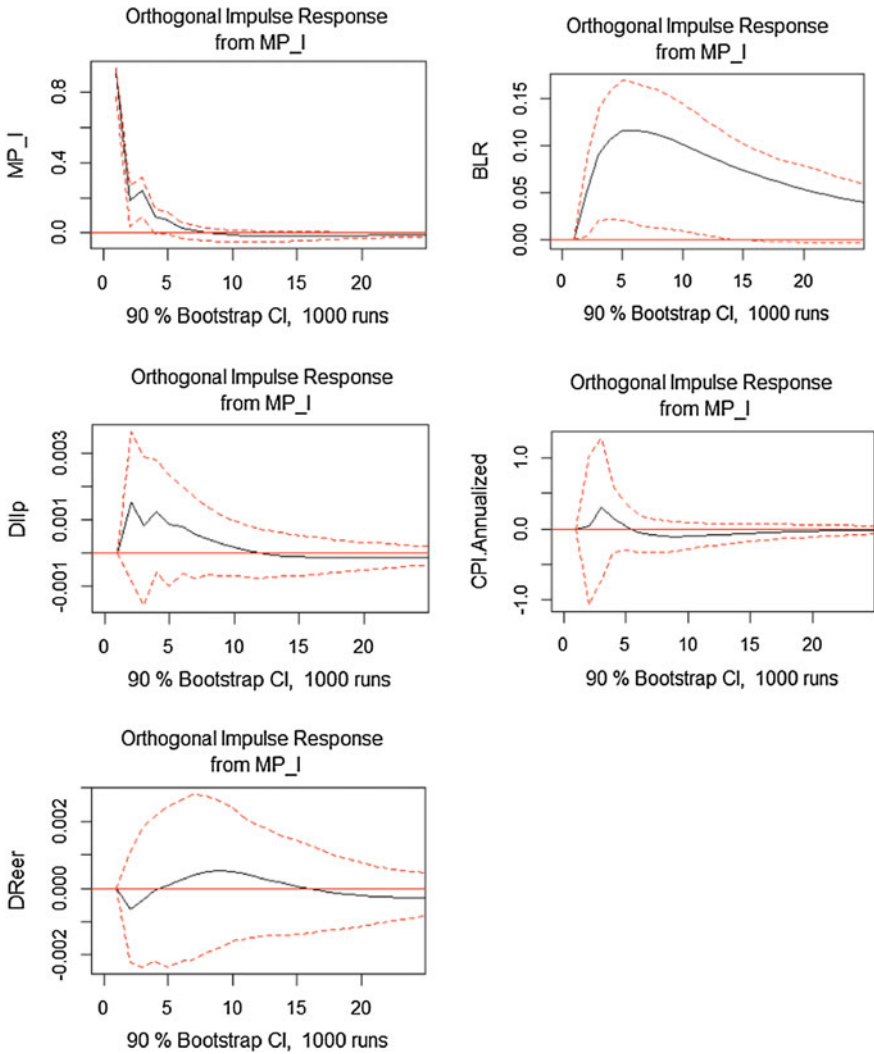 Orthogonal Impulse Response
from MP_I
MP_I
0.8
0.4
0.0
0 5 10 15 20
90 % Bootstrap CI, 1000 runs
Orthogonal Impulse Response
from MP_I
BLR
0.15
0.10
0.05
0.00
0 5 10 15 20
90 % Bootstrap CI, 1000 runs
Orthogonal Impulse Response
from MP_I
DIIp
0.003
0.001
-0.001
0 5 10 15 20
90 % Bootstrap CI, 1000 runs
Orthogonal Impulse Response
from MP_I
CPI.Annualized
1.0
0.0
-1.0
0 5 10 15 20
90 % Bootstrap CI, 1000 runs
Orthogonal Impulse Response
from MP_I
DReer
0.002
0.000
-0.002
0 5 10 15 20
90 % Bootstrap CI, 1000 runs